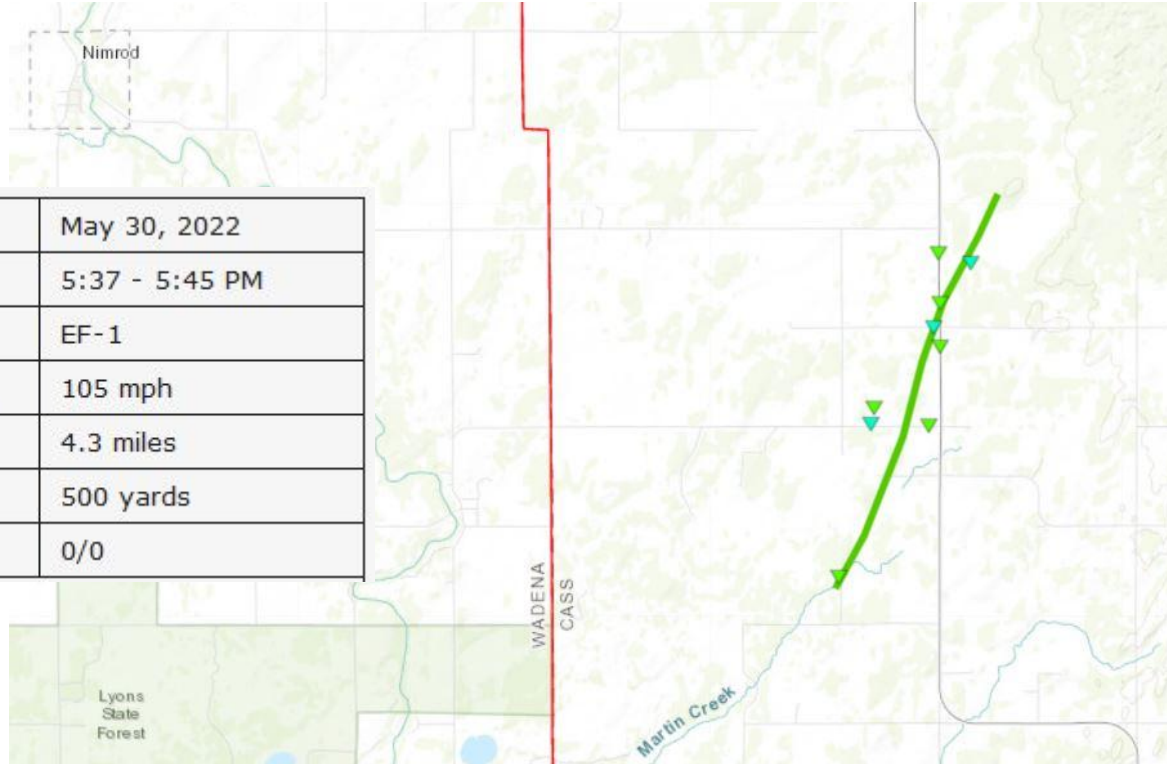 Nimrod
May 30, 2022
5:37 - 5:45 PM
EF-1
105 mph
4.3 miles
500 yards
0/0
WADENA
CASS
Lyons
State
Forest
Martin Creek